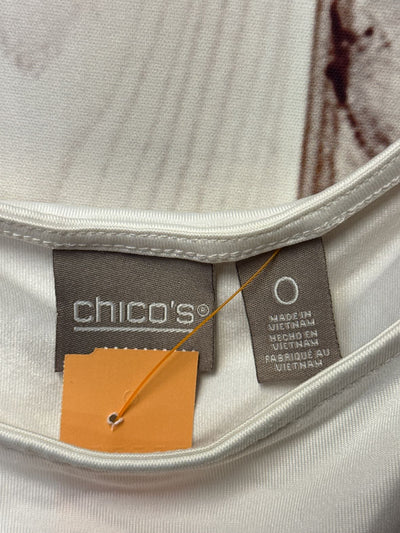 chico's®
0
MADE IN
VIETNAM
HECHO EN
VIETNAM
FABRIQUÉ AU
VIETNAM